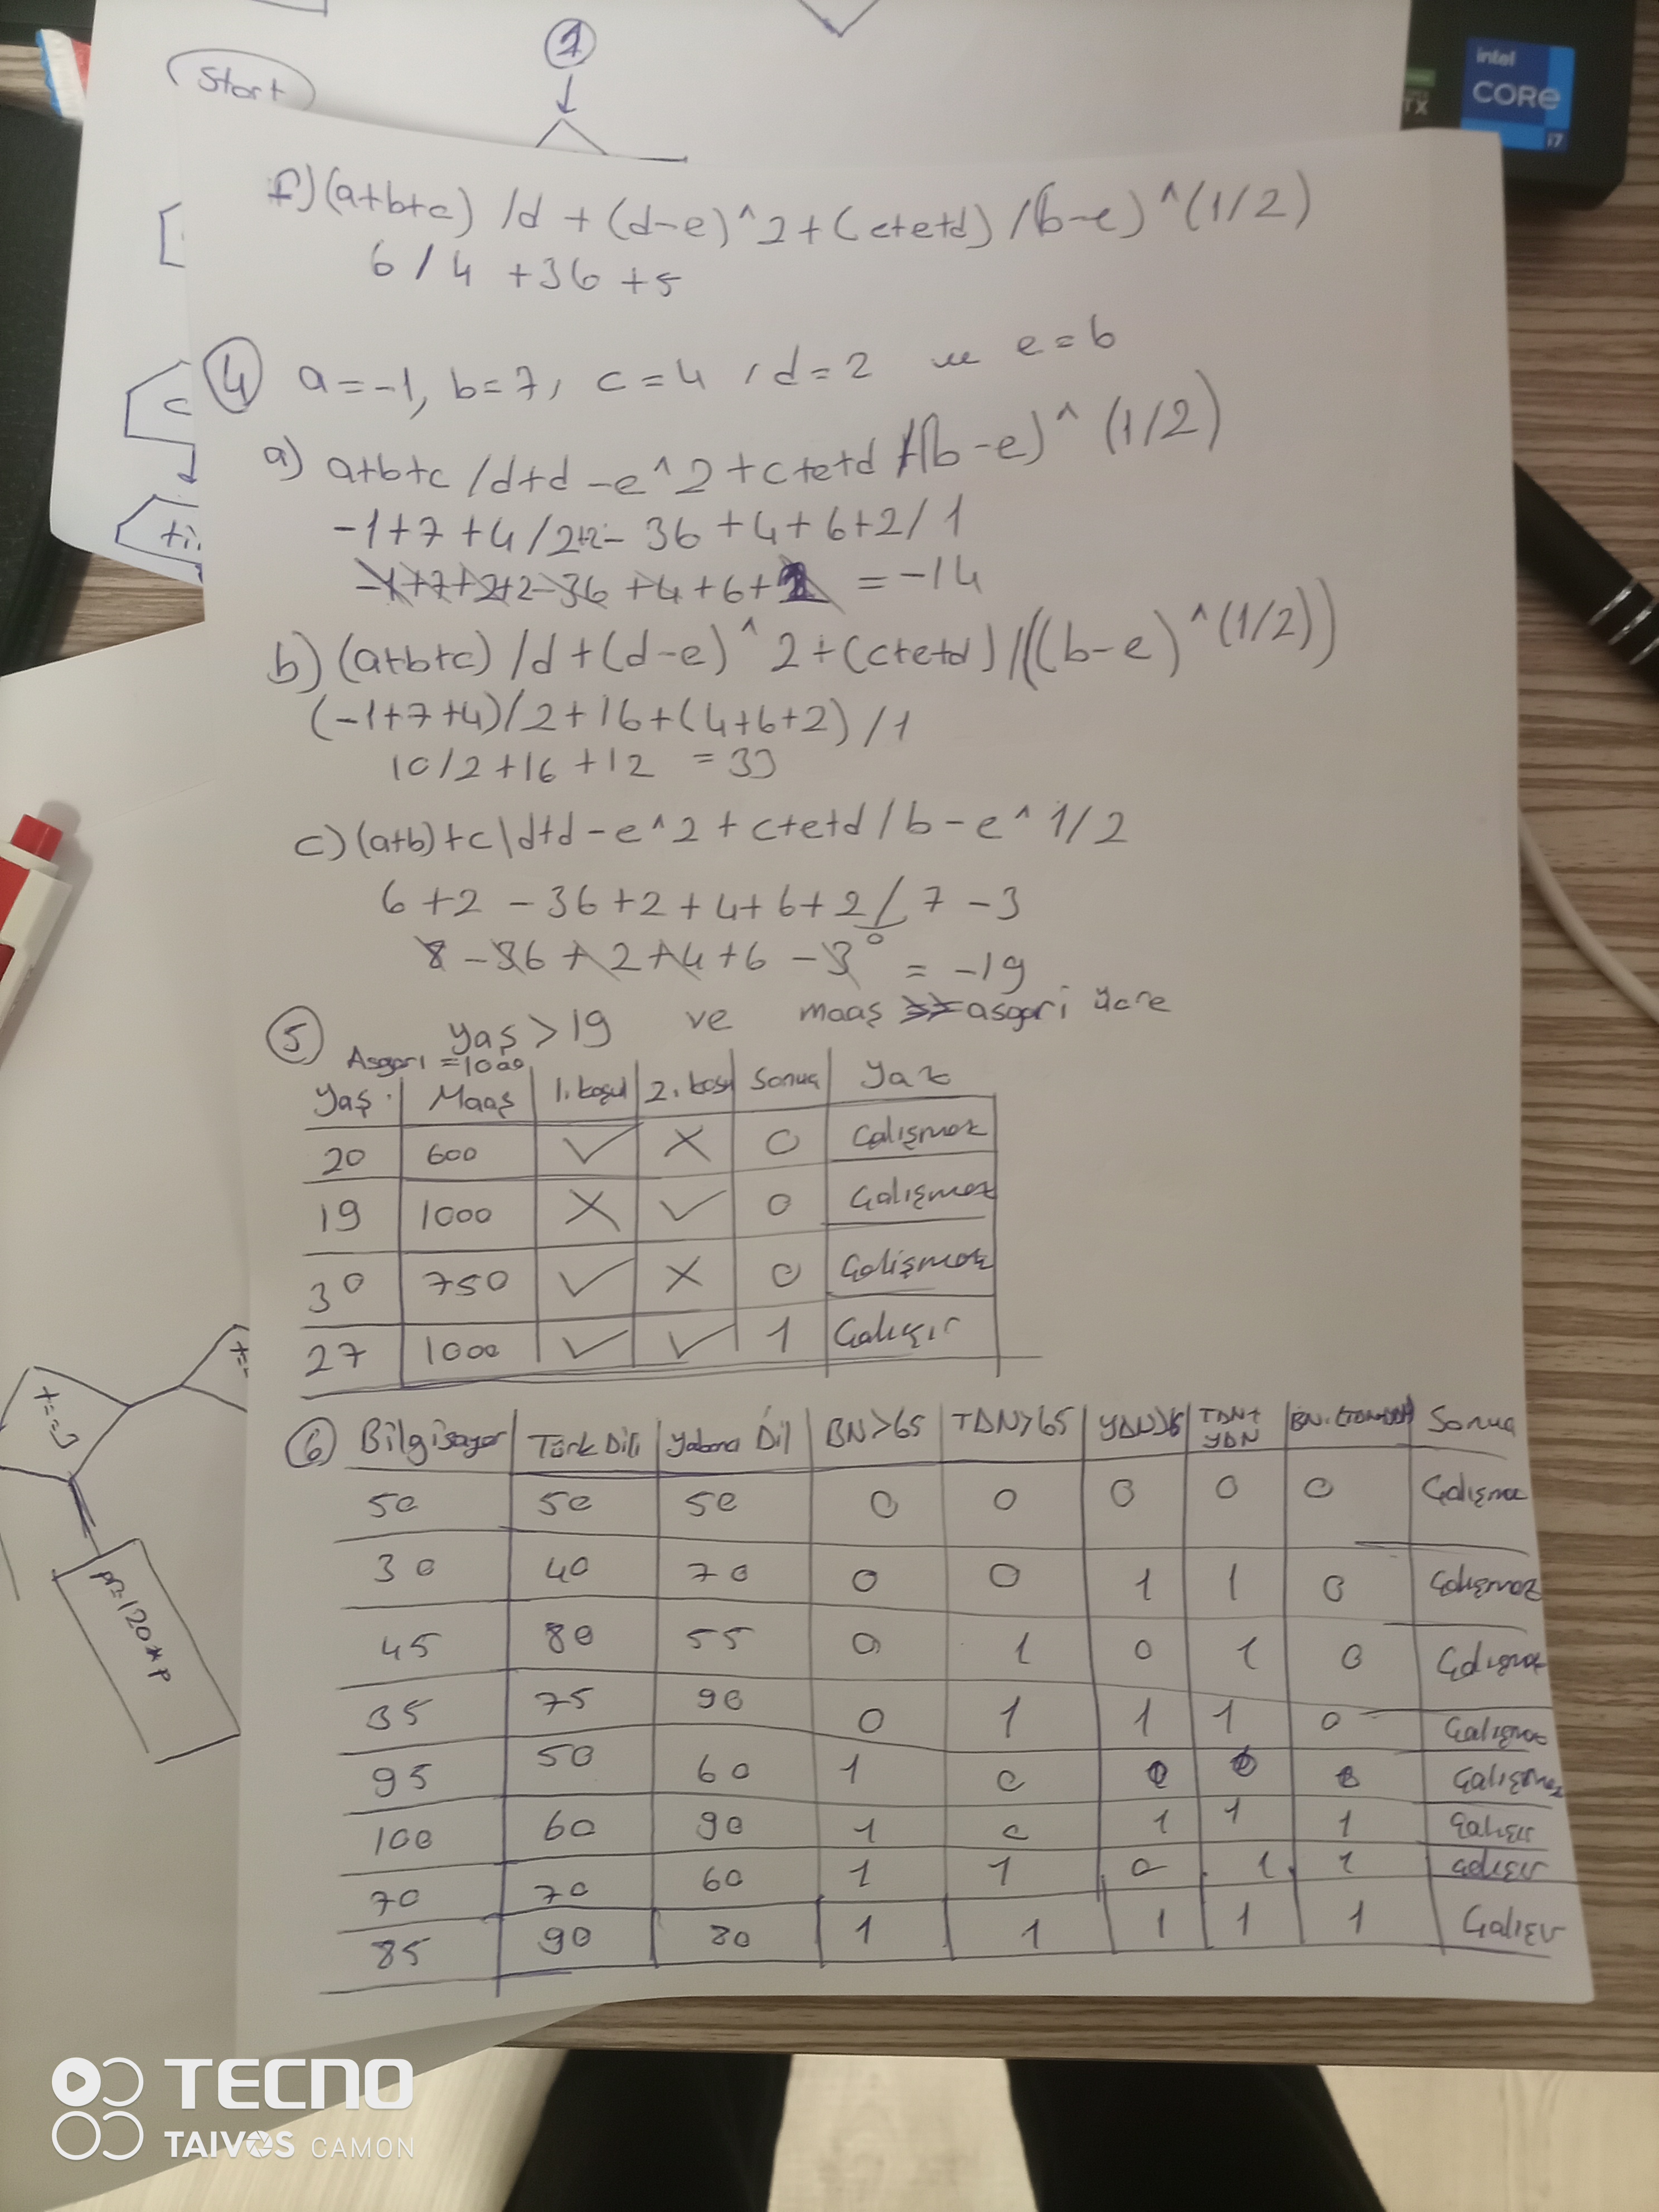 Start
1
intel
CORe
i7
TX
f) (a+b+c) /d + (d-e)^2+(c+e+d) /(b-e)^(1/2)
6 / 4 +36 +5
4 a=-1, b=7, c=4, d=2 ve e=6
a) a+b+c /d+d -e^2+c+e+d /(b-e)^ (1/2)
-1+7+4/2+2- 36 +4+6+2/1
-1+7+2+2-36 +4+6+2 = -14
b) (a+b+c) /d+(d-e)^2+(c+e+d) /((b-e)^(1/2))
(-1+7+4)/2+16+(4+6+2) /1
10/2+16 +12 =33
c) (a+b)+c\d+d-e^2+c+e+d/b-e^1/2
6+2 - 36+2+4+6+2/7 -3
0
8-36+2+4+6-3 = -19
5 yaş > 19 ve maaş asgari ücre
Asgari =1000
Yaş Maaş 1. koşul 2. koşul Sonuç Yaz
20 600 ✓ X 0 Çalışmaz
19 1000 X ✓ 0 Çalışmaz
30 750 ✓ X 0 Çalışmaz
27 1000 ✓ ✓ 1 Çalışır
6 Bilgisayar Türk Dili Yabancı Dil BN>65 TDN>65 YDN>6 TDN+YDN Sonuç
50 50 50 0 0 0 0 0 Çalışmaz
30 40 70 0 0 1 1 0 Çalışmaz
45 80 55 0 1 0 1 0 Çalışmaz
35 75 90 0 1 1 1 0 Çalışmaz
95 50 60 1 0 0 0 0 Çalışmaz
100 60 90 1 0 1 1 1 Çalışır
70 70 60 1 1 0 1 1 Çalışır
85 90 80 1 1 1 1 1 Çalışır
c
p=120*p
TECNO
TAIVOS CAMON